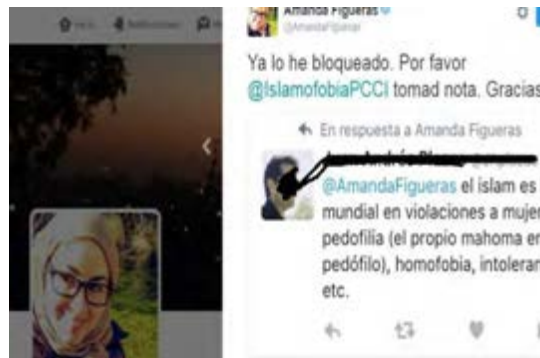 Inicio
Amanda Figueras
@AmandaFigueras
Ya lo he bloqueado. Por favor
@IslamofobiaPCCI tomad nota. Gracias
En respuesta a Amanda Figueras
@AmandaFigueras el islam es
mundial en violaciones a mujer
pedofilia (el propio mahoma er
pedófilo), homofobia, intoleran
etc.